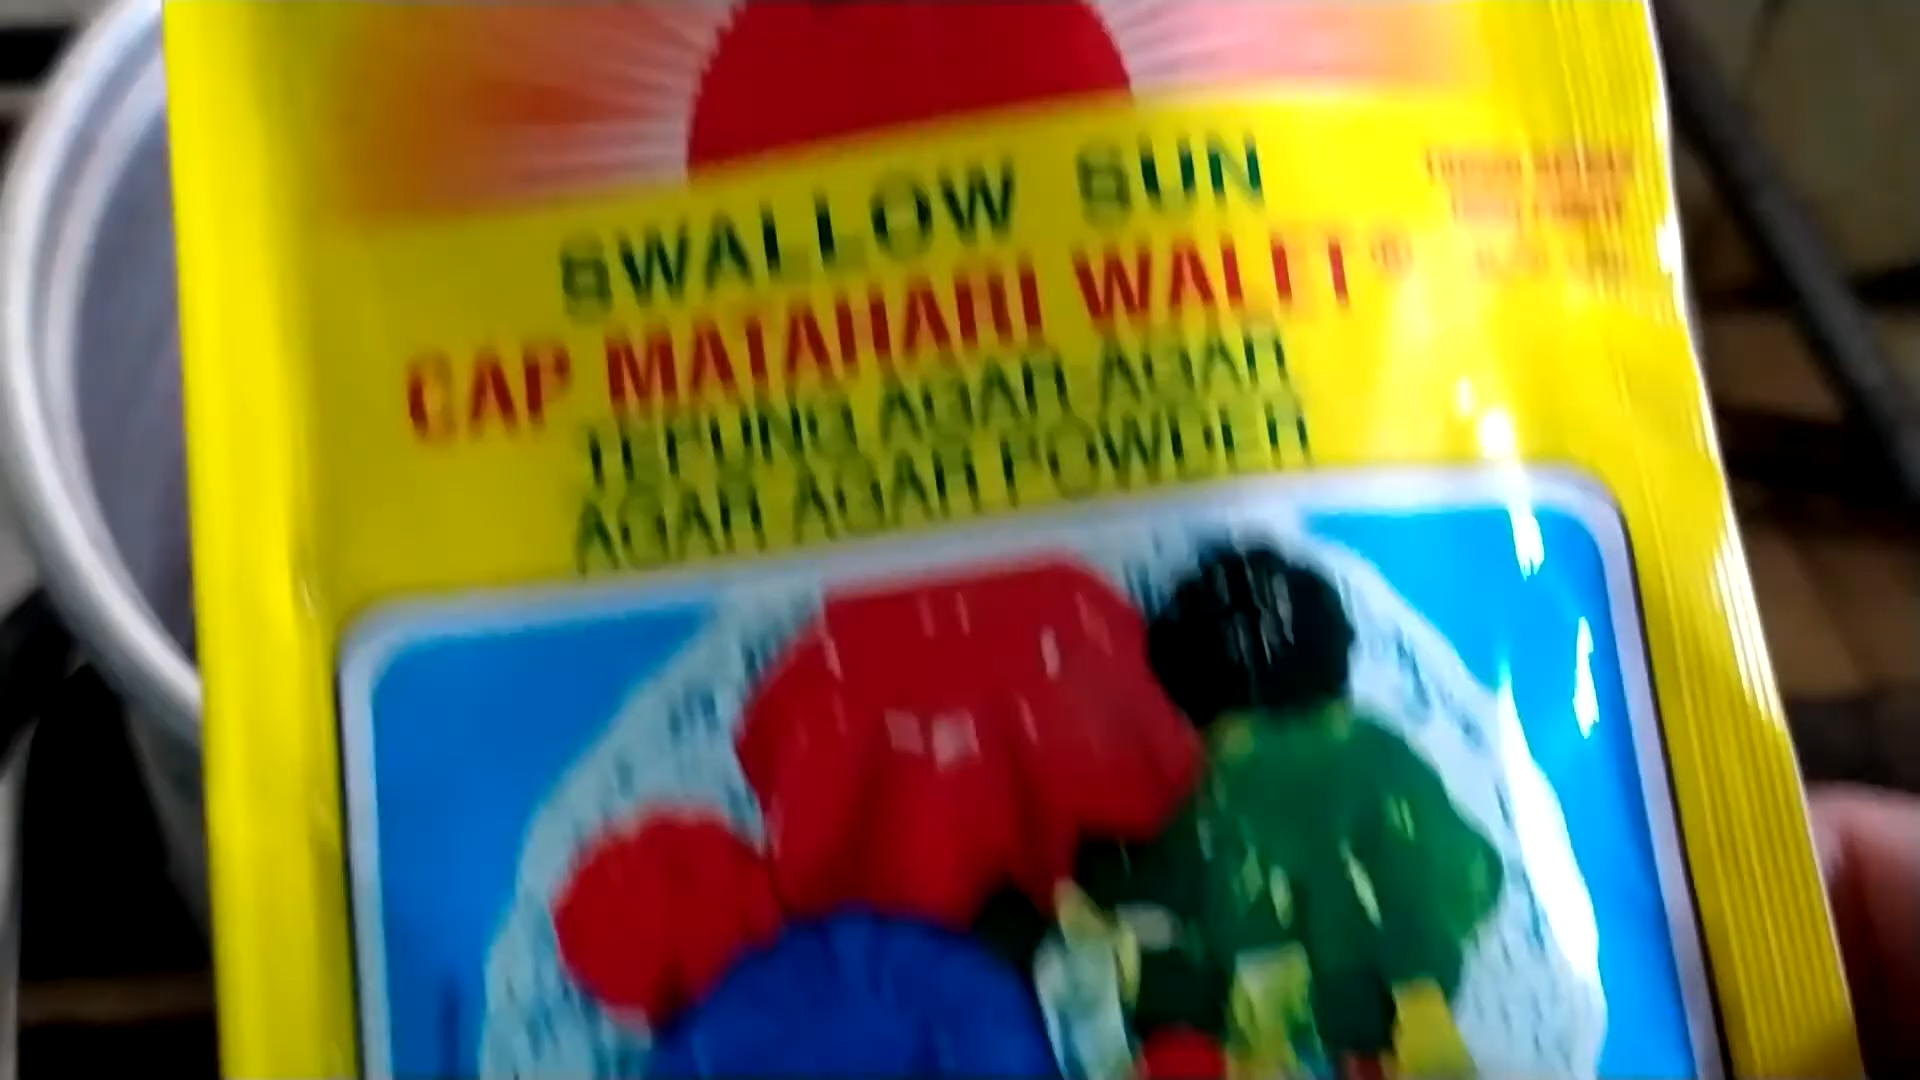 SWALLOW SUN
CAP MATAHARI WALET®
TEPUNG AGAR AGAR
AGAR AGAR POWDER